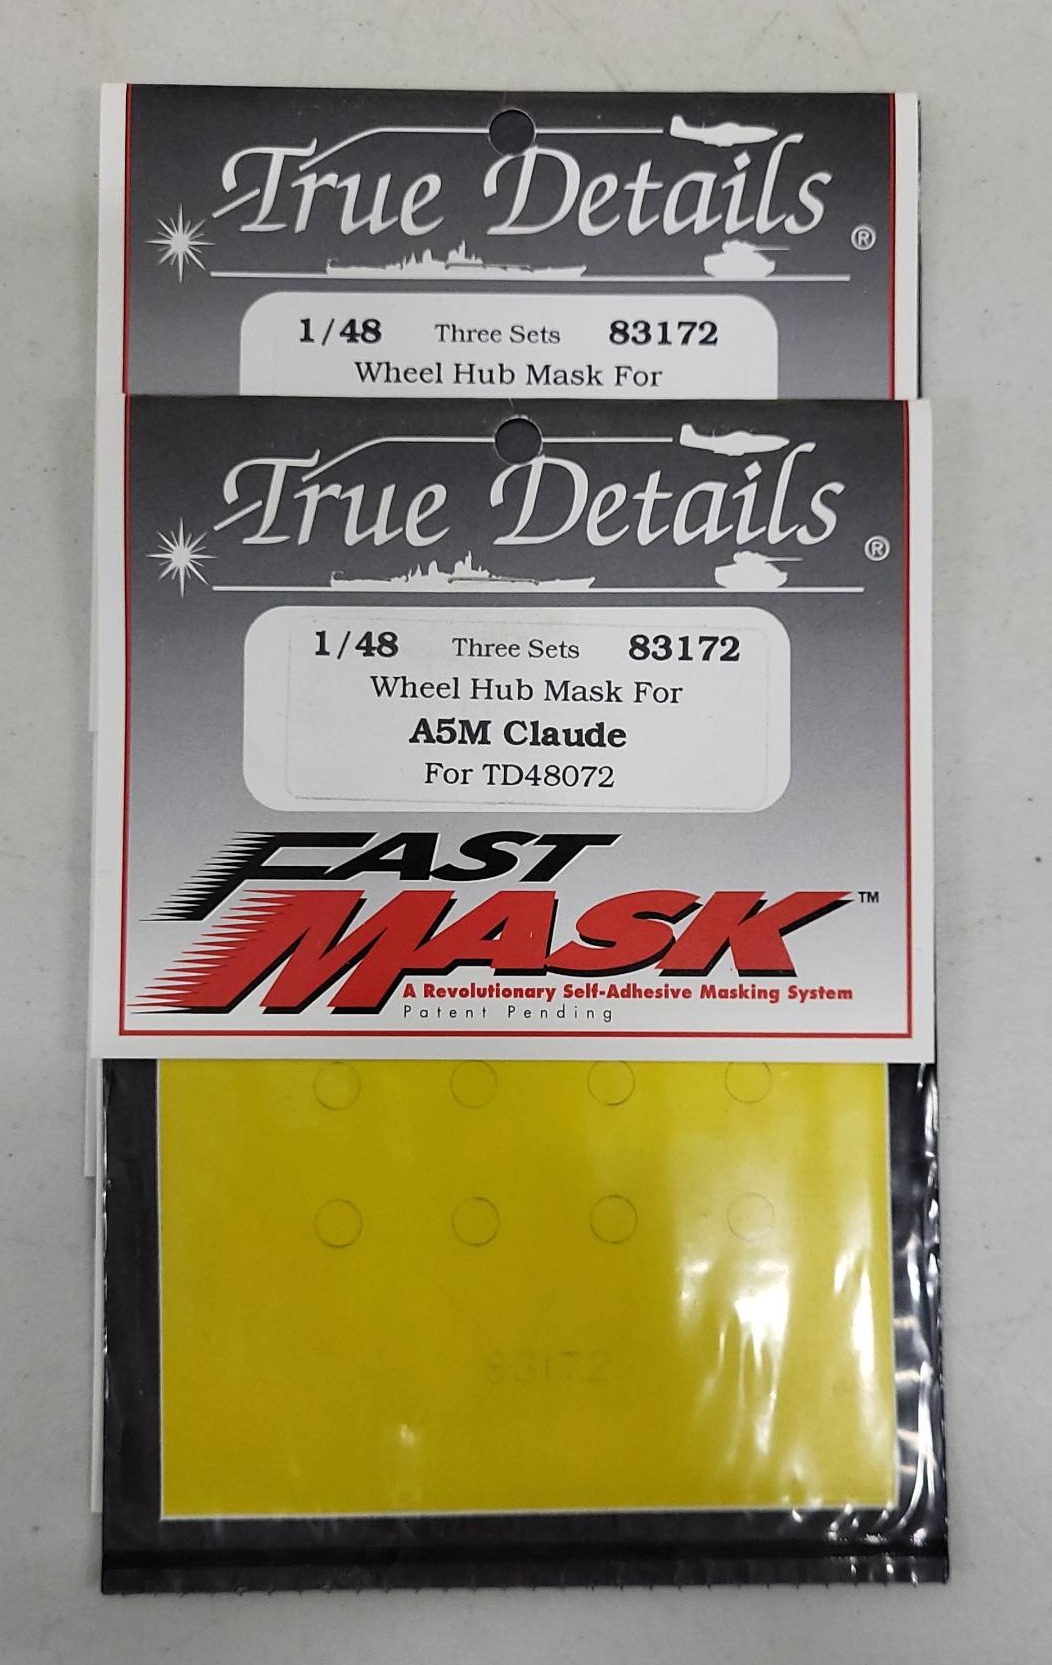 True Details ®
1/48 Three Sets 83172
Wheel Hub Mask For
True Details ®
1/48 Three Sets 83172
Wheel Hub Mask For
A5M Claude
For TD48072
FAST
MASK ™
A Revolutionary Self-Adhesive Masking System
Patent Pending
83172